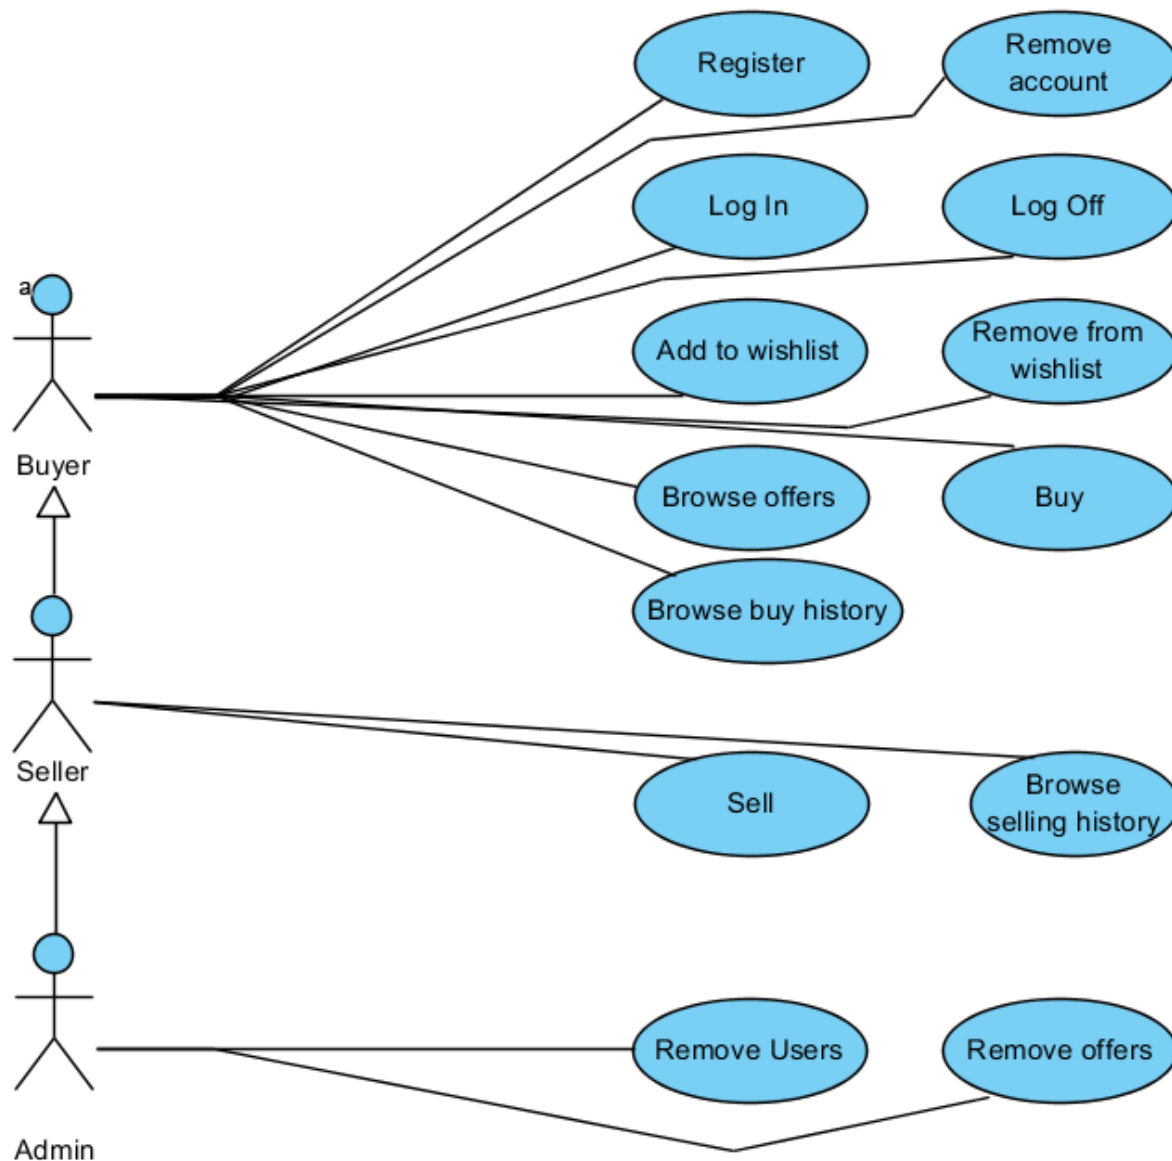 Register
Remove
account
Log In
Log Off
a
Add to wishlist
Remove from
wishlist
Buyer
Browse offers
Buy
Browse buy history
Seller
Sell
Browse
selling history
Remove Users
Remove offers
Admin